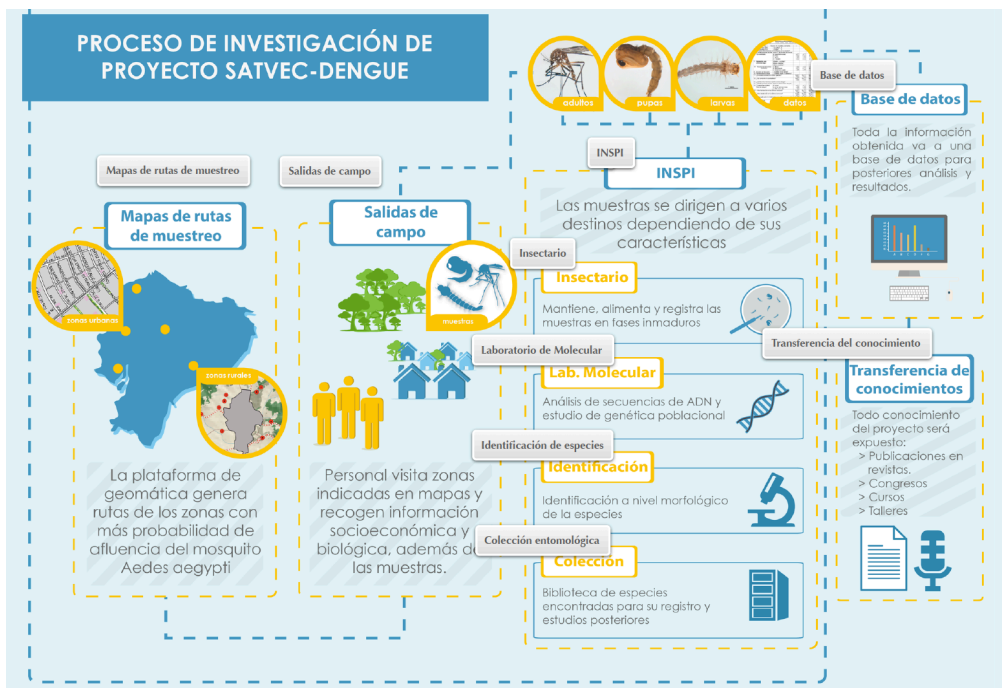 PROCESO DE INVESTIGACIÓN DE
PROYECTO SATVEC-DENGUE
Mapas de rutas de muestreo
Mapas de rutas
de muestreo
zonas urbanas
zonas rurales
La plataforma de
geomática genera
rutas de los zonas con
más probabilidad de
afluencia del mosquito
Aedes aegypti
Salidas de campo
Salidas de
campo
muestras
Personal visita zonas
indicadas en mapas y
recogen información
socioeconómica y
biológica, además de
las muestras.
adultos
pupas
larvas
datos
INSPI
INSPI
Las muestras se dirigen a varios
destinos dependiendo de sus
características
Insectario
Insectario
Mantiene, alimenta y registra las
muestras en fases inmaduros
Laboratorio de Molecular
Lab. Molecular
Análisis de secuencias de ADN y
estudio de genética poblacional
Identificación de especies
Identificación
Identificación a nivel morfológico
de la especies
Colección entomológica
Colección
Biblioteca de especies
encontradas para su registro y
estudios posteriores
Base de datos
Base de datos
Toda la información
obtenida va a una
base de datos para
posteriores análisis y
resultados.
Transferencia del conocimiento
Transferencia de
conocimientos
Todo conocimiento
del proyecto será
expuesto:
> Publicaciones en
revistas.
> Congresos
> Cursos
> Talleres